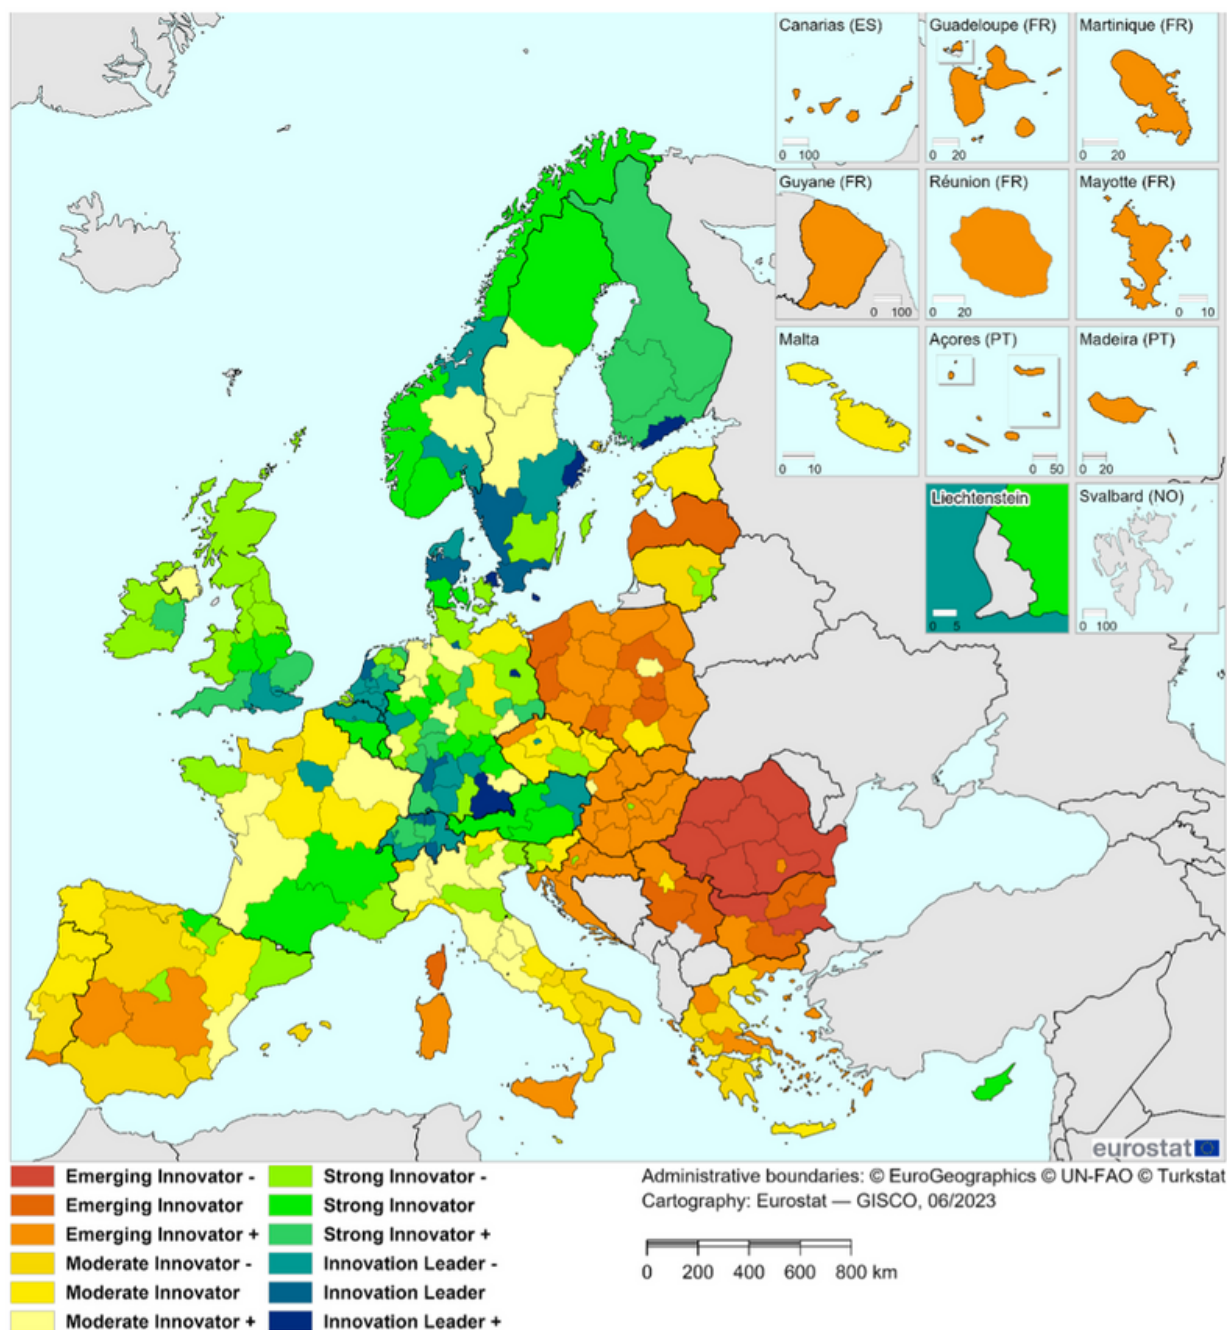 Canarias (ES)
0 100
Guadeloupe (FR)
0 20
Martinique (FR)
0 20
Guyane (FR)
0 100
Réunion (FR)
0 20
Mayotte (FR)
0 10
Malta
0 10
Açores (PT)
0 50
Madeira (PT)
0 20
Liechtenstein
0 5
Svalbard (NO)
0 100
eurostat
Emerging Innovator -
Emerging Innovator
Emerging Innovator +
Moderate Innovator -
Moderate Innovator
Moderate Innovator +
Strong Innovator -
Strong Innovator
Strong Innovator +
Innovation Leader -
Innovation Leader
Innovation Leader +
Administrative boundaries: © EuroGeographics © UN-FAO © Turkstat
Cartography: Eurostat — GISCO, 06/2023
0 200 400 600 800 km